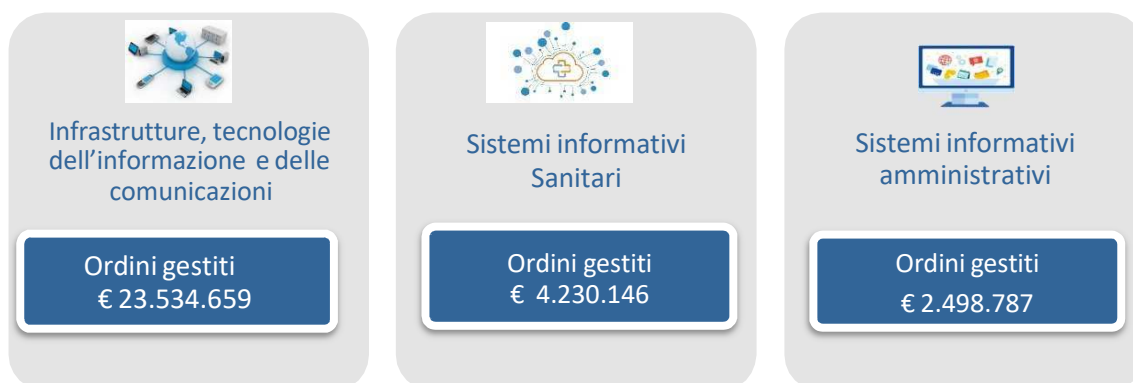 Infrastrutture, tecnologie
dell’informazione e delle
comunicazioni
Ordini gestiti
€ 23.534.659
Sistemi informativi
Sanitari
Ordini gestiti
€ 4.230.146
Sistemi informativi
amministrativi
Ordini gestiti
€ 2.498.787